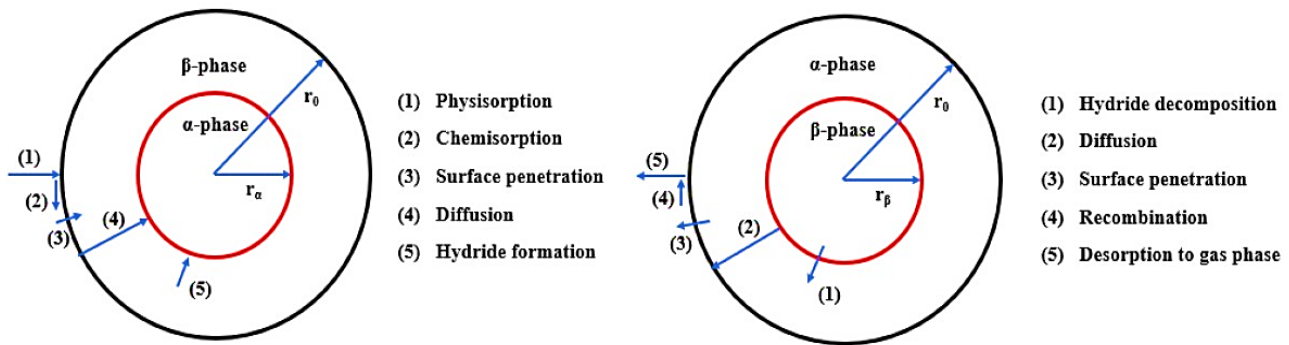 β-phase
r₀
α-phase
rα
(1)
(2)
(3)
(4)
(5)
(1) Physisorption
(2) Chemisorption
(3) Surface penetration
(4) Diffusion
(5) Hydride formation
α-phase
r₀
β-phase
rβ
(5)
(4)
(3)
(2)
(1)
(1) Hydride decomposition
(2) Diffusion
(3) Surface penetration
(4) Recombination
(5) Desorption to gas phase